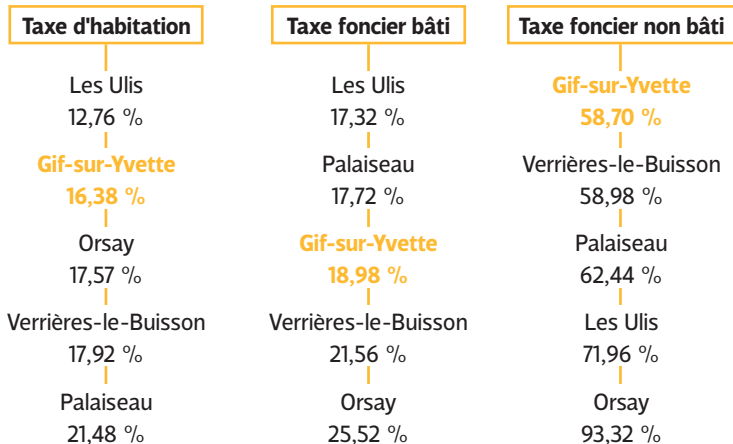 Taxe d'habitation
Les Ulis
12,76 %
Gif-sur-Yvette
16,38 %
Orsay
17,57 %
Verrières-le-Buisson
17,92 %
Palaiseau
21,48 %
Taxe foncier bâti
Les Ulis
17,32 %
Palaiseau
17,72 %
Gif-sur-Yvette
18,98 %
Verrières-le-Buisson
21,56 %
Orsay
25,52 %
Taxe foncier non bâti
Gif-sur-Yvette
58,70 %
Verrières-le-Buisson
58,98 %
Palaiseau
62,44 %
Les Ulis
71,96 %
Orsay
93,32 %